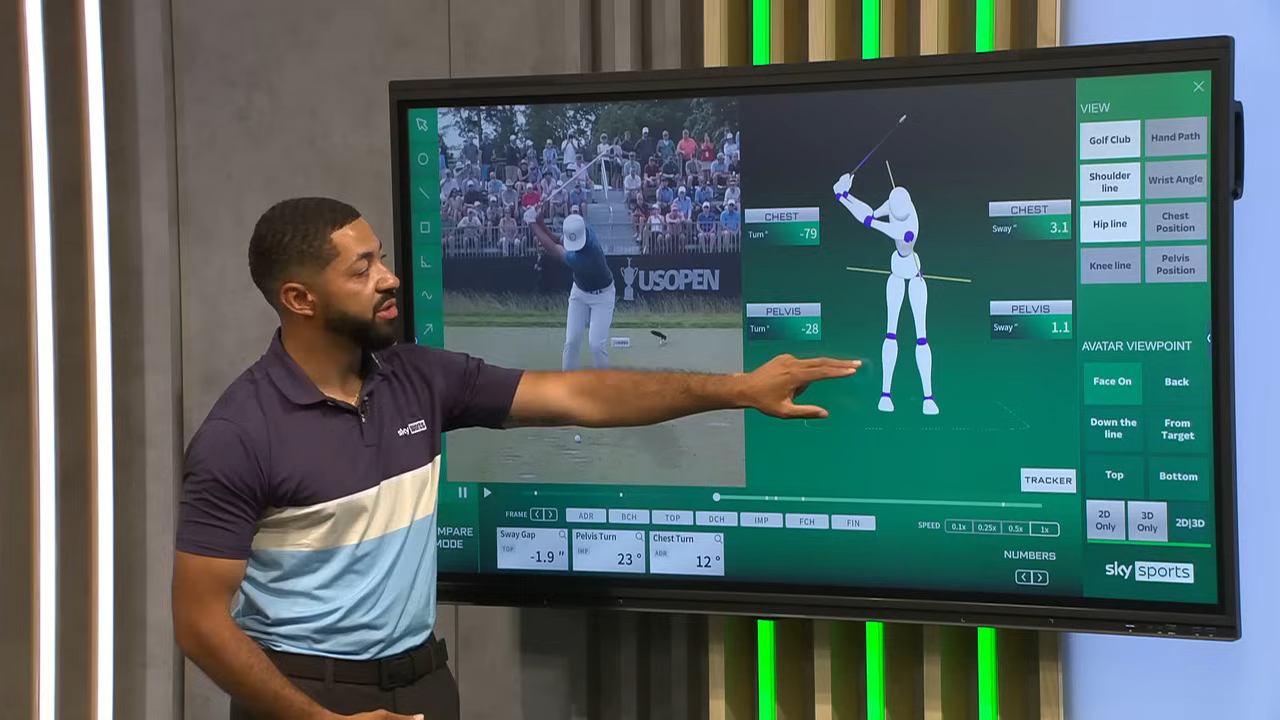 sky sports
USOPEN
CHEST
Turn° -79
PELVIS
Turn° -28
CHEST
Sway" 3.1
PELVIS
Sway" 1.1
VIEW
Golf Club
Hand Path
Shoulder
line
Wrist Angle
Hip line
Chest
Position
Knee line
Pelvis
Position
AVATAR VIEWPOINT
Face On
Back
Down the
line
From
Target
Top
Bottom
2D
Only
3D
Only
2D|3D
sky sports
TRACKER
FRAME
ADR
BCH
TOP
DCH
IMP
FCH
FIN
SPEED
0.1x
0.25x
0.5x
1x
MPARE
MODE
Sway Gap
TOP
-1.9 "
Pelvis Turn
IMP
23 °
Chest Turn
ADR
12 °
NUMBERS